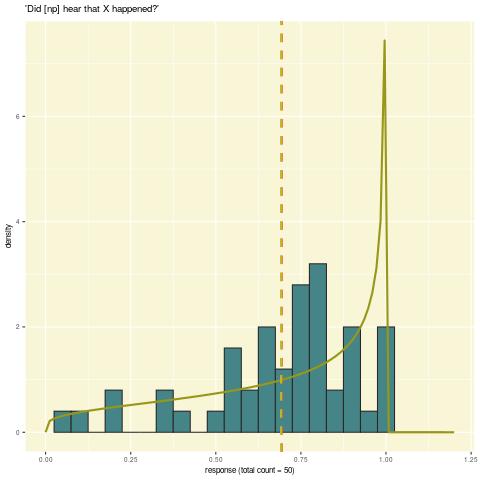 'Did [np] hear that X happened?'
density
6
4
2
0
0.00 0.25 0.50 0.75 1.00 1.25
response (total count = 50)